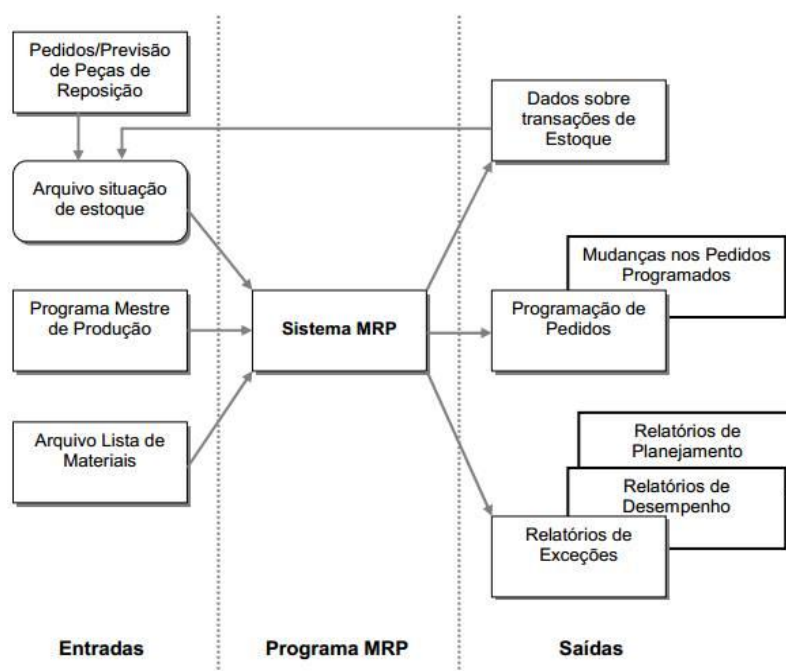 Pedidos/Previsão
de Peças de
Reposição
Arquivo situação
de estoque
Programa Mestre
de Produção
Arquivo Lista de
Materiais
Sistema MRP
Dados sobre
transações de
Estoque
Mudanças nos Pedidos
Programados
Programação de
Pedidos
Relatórios de
Planejamento
Relatórios de
Desempenho
Relatórios de
Exceções
Entradas
Programa MRP
Saídas